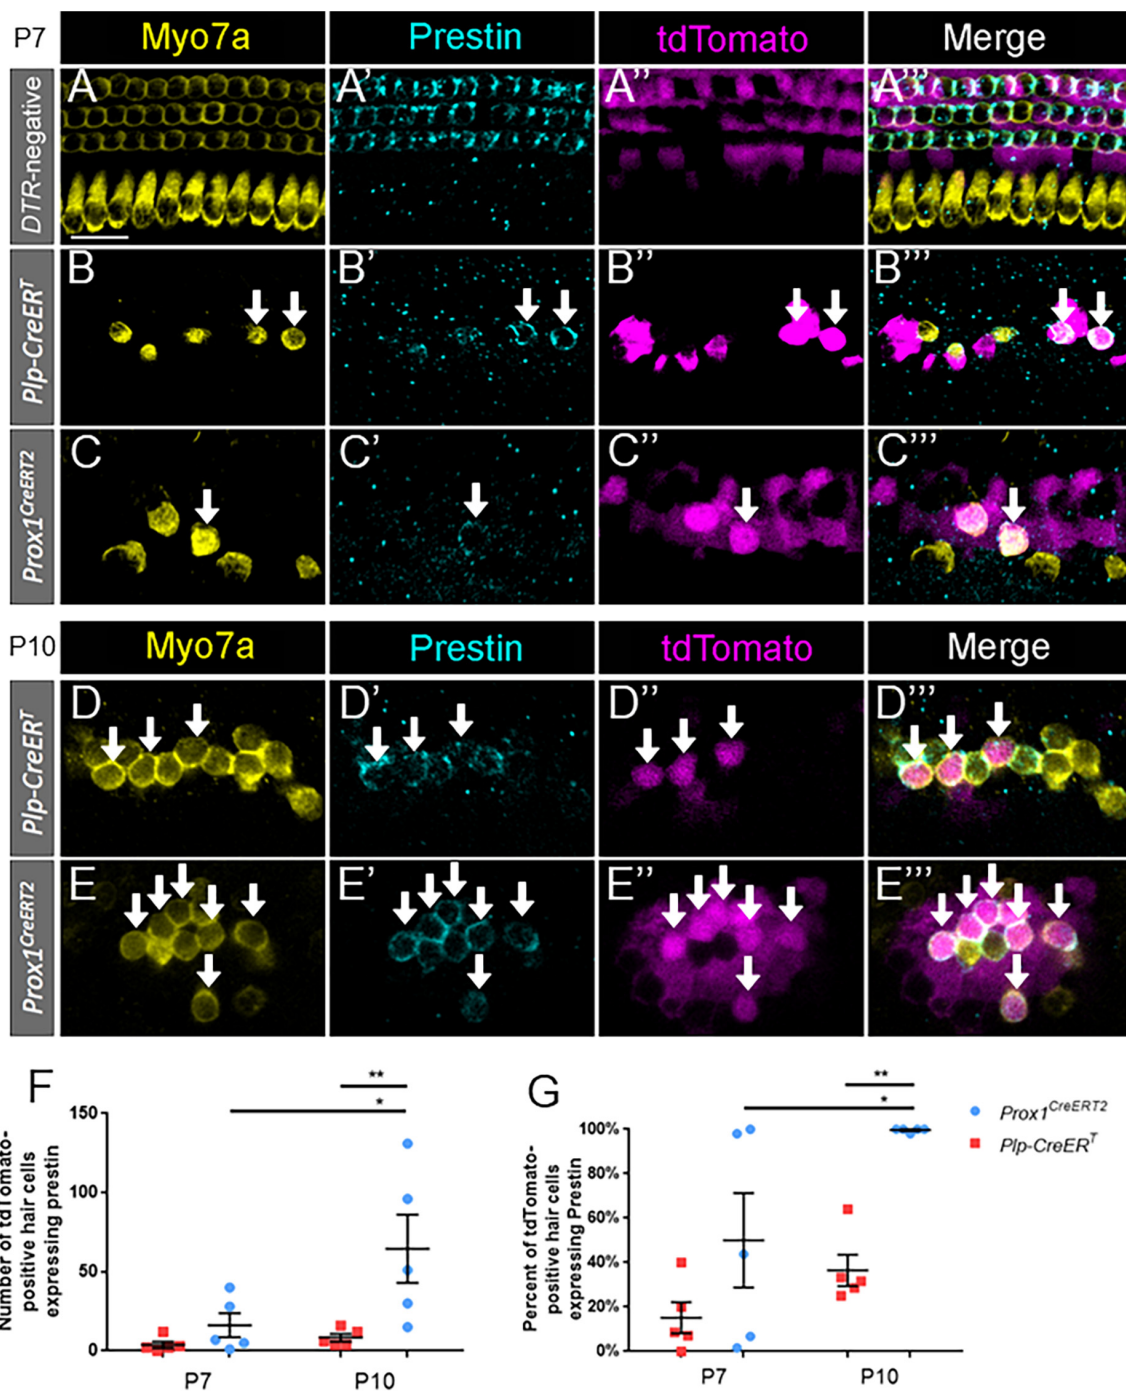 P7 Myo7a Prestin tdTomato Merge
DTR-negative
A A' A'' A'''
Plp-CreER^T
B B' B'' B'''
Prox1^CreERT2
C C' C'' C'''
P10 Myo7a Prestin tdTomato Merge
Plp-CreER^T
D D' D'' D'''
Prox1^CreERT2
E E' E'' E'''
F
**
*
Number of tdTomato-
positive hair cells
expressing prestin
150
100
50
0
P7 P10
G
**
*
Percent of tdTomato-
positive hair cells
expressing Prestin
100%
80%
60%
40%
20%
0%
P7 P10
Prox1^CreERT2
Plp-CreER^T